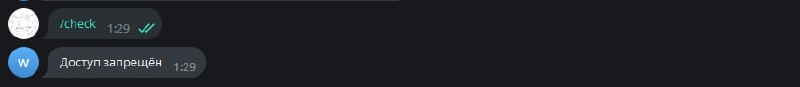 /check 1:29
W
Доступ запрещён 1:29